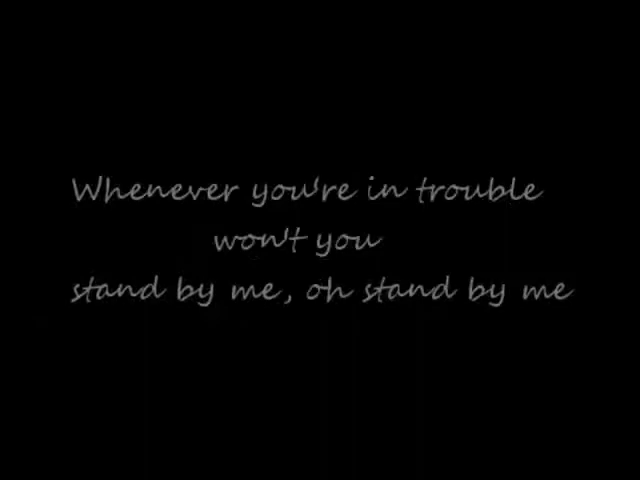 Whenever you're in trouble
won't you
stand by me, oh stand by me